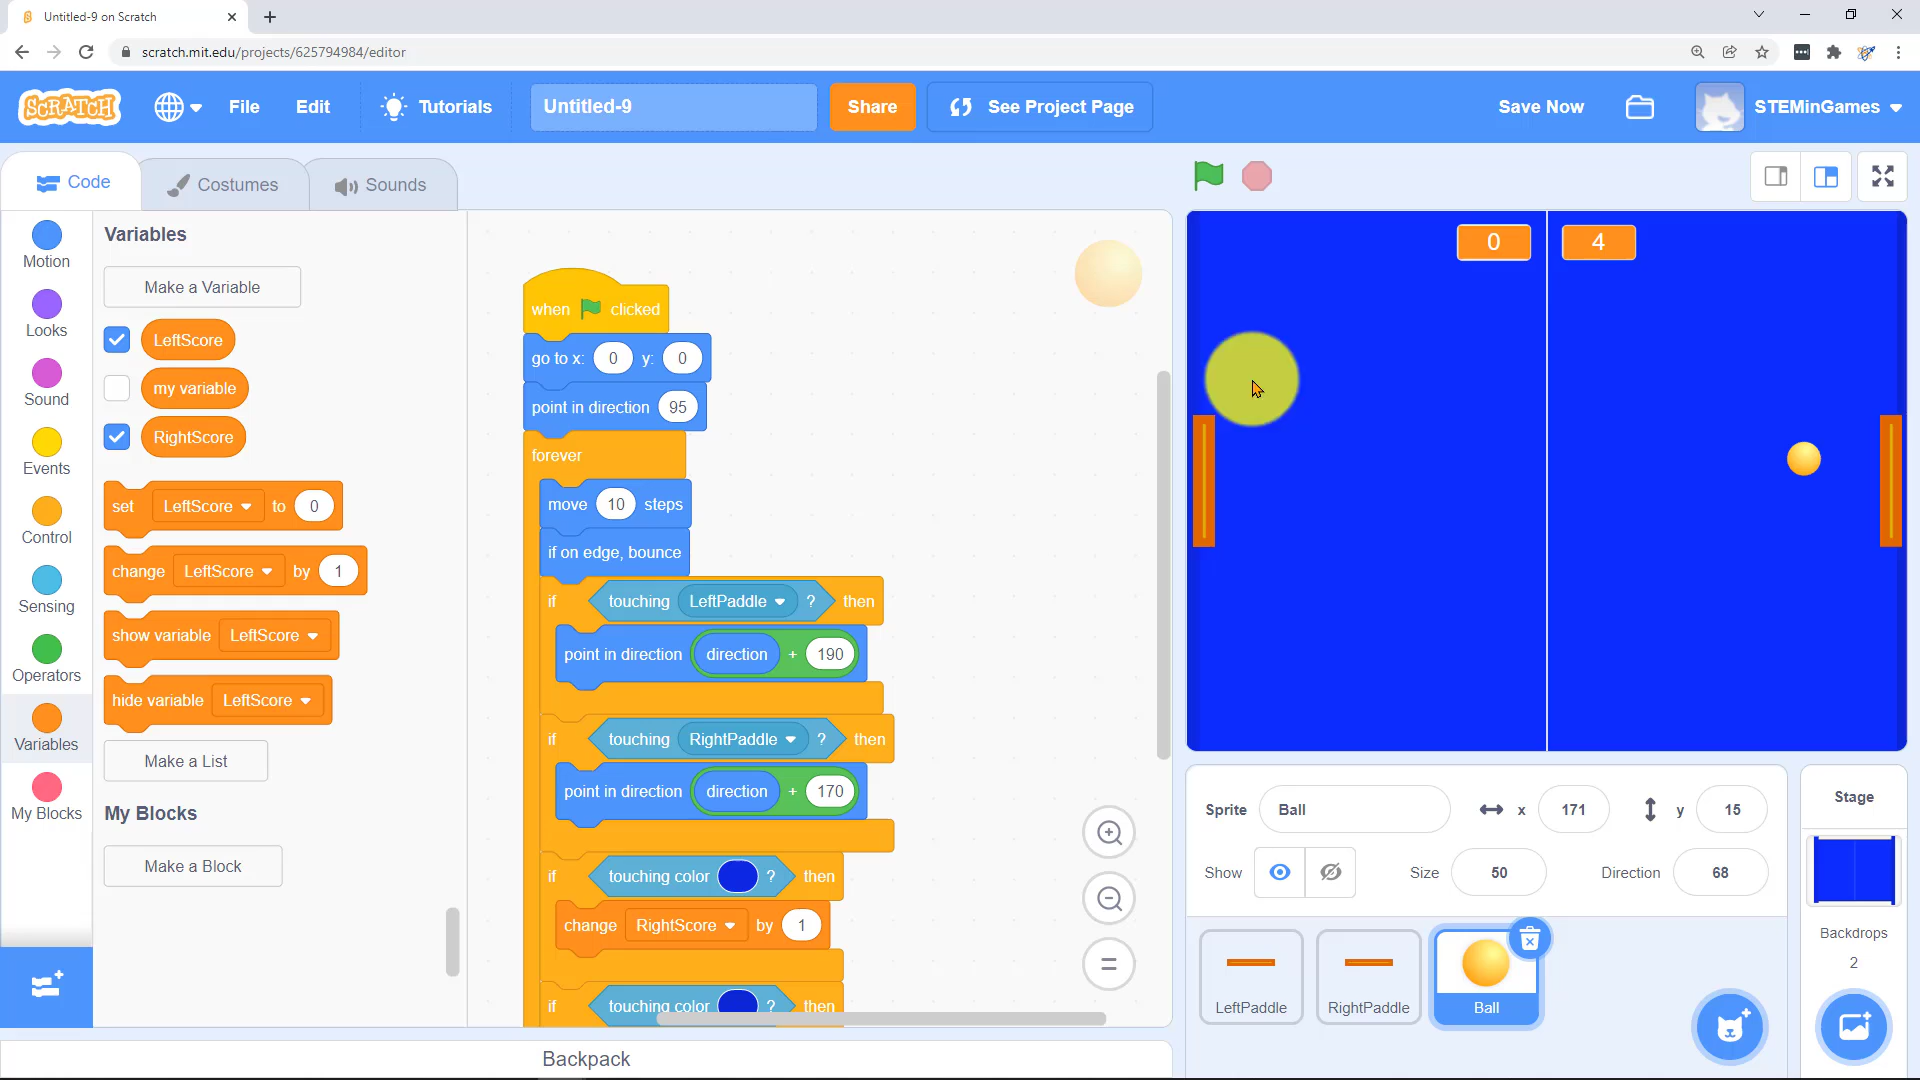 Untitled-9 on Scratch
scratch.mit.edu/projects/625794984/editor
SCRATCH
File
Edit
Tutorials
Untitled-9
Share
See Project Page
Save Now
STEMinGames
Code
Costumes
Sounds
Motion
Looks
Sound
Events
Control
Sensing
Operators
Variables
My Blocks
Variables
Make a Variable
LeftScore
my variable
RightScore
set LeftScore to 0
change LeftScore by 1
show variable LeftScore
hide variable LeftScore
Make a List
My Blocks
Make a Block
when clicked
go to x: 0 y: 0
point in direction 95
forever
move 10 steps
if on edge, bounce
if touching LeftPaddle ? then
point in direction direction + 190
if touching RightPaddle ? then
point in direction direction + 170
if touching color ? then
change RightScore by 1
if touching color ? then
Backpack
0
4
Sprite Ball x 171 y 15
Show Size 50 Direction 68
LeftPaddle
RightPaddle
Ball
Stage
Backdrops
2